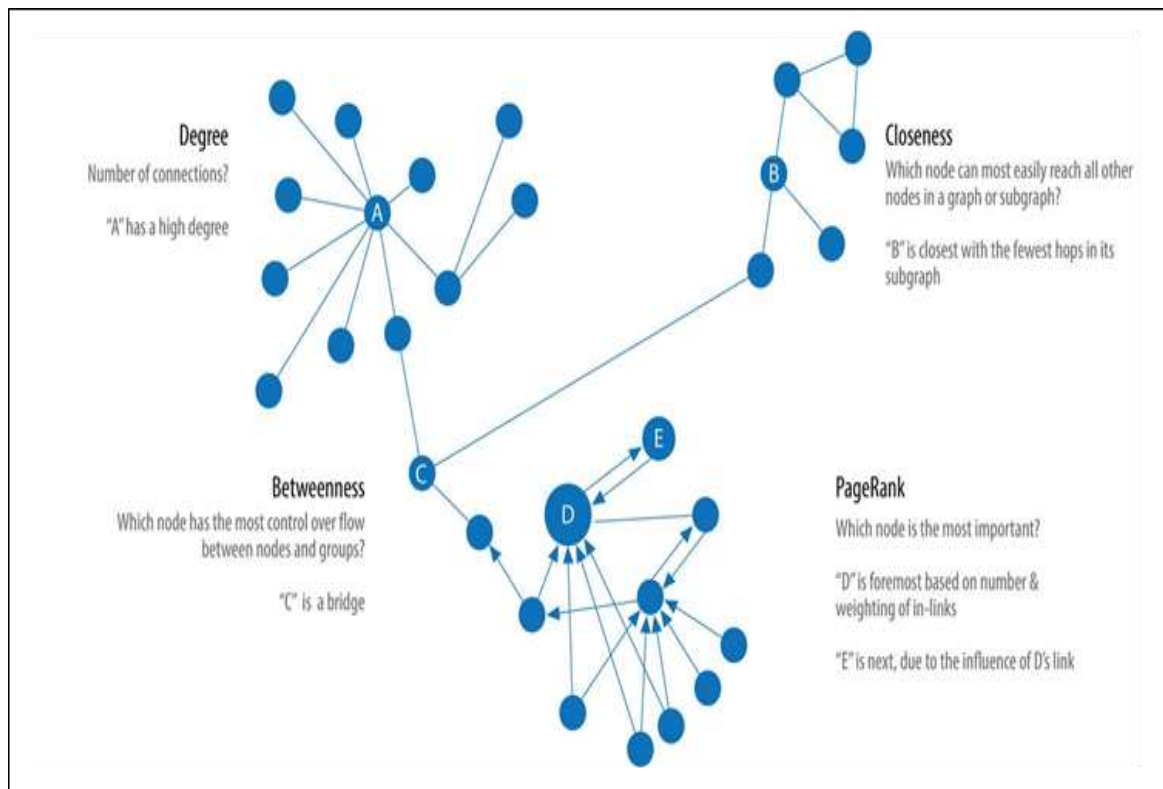 Degree
Number of connections?
"A" has a high degree
A
B
Closeness
Which node can most easily reach all other
nodes in a graph or subgraph?
"B" is closest with the fewest hops in its
subgraph
Betweenness
Which node has the most control over flow
between nodes and groups?
"C" is a bridge
C
E
D
PageRank
Which node is the most important?
"D" is foremost based on number &
weighting of in-links
"E" is next, due to the influence of D's link